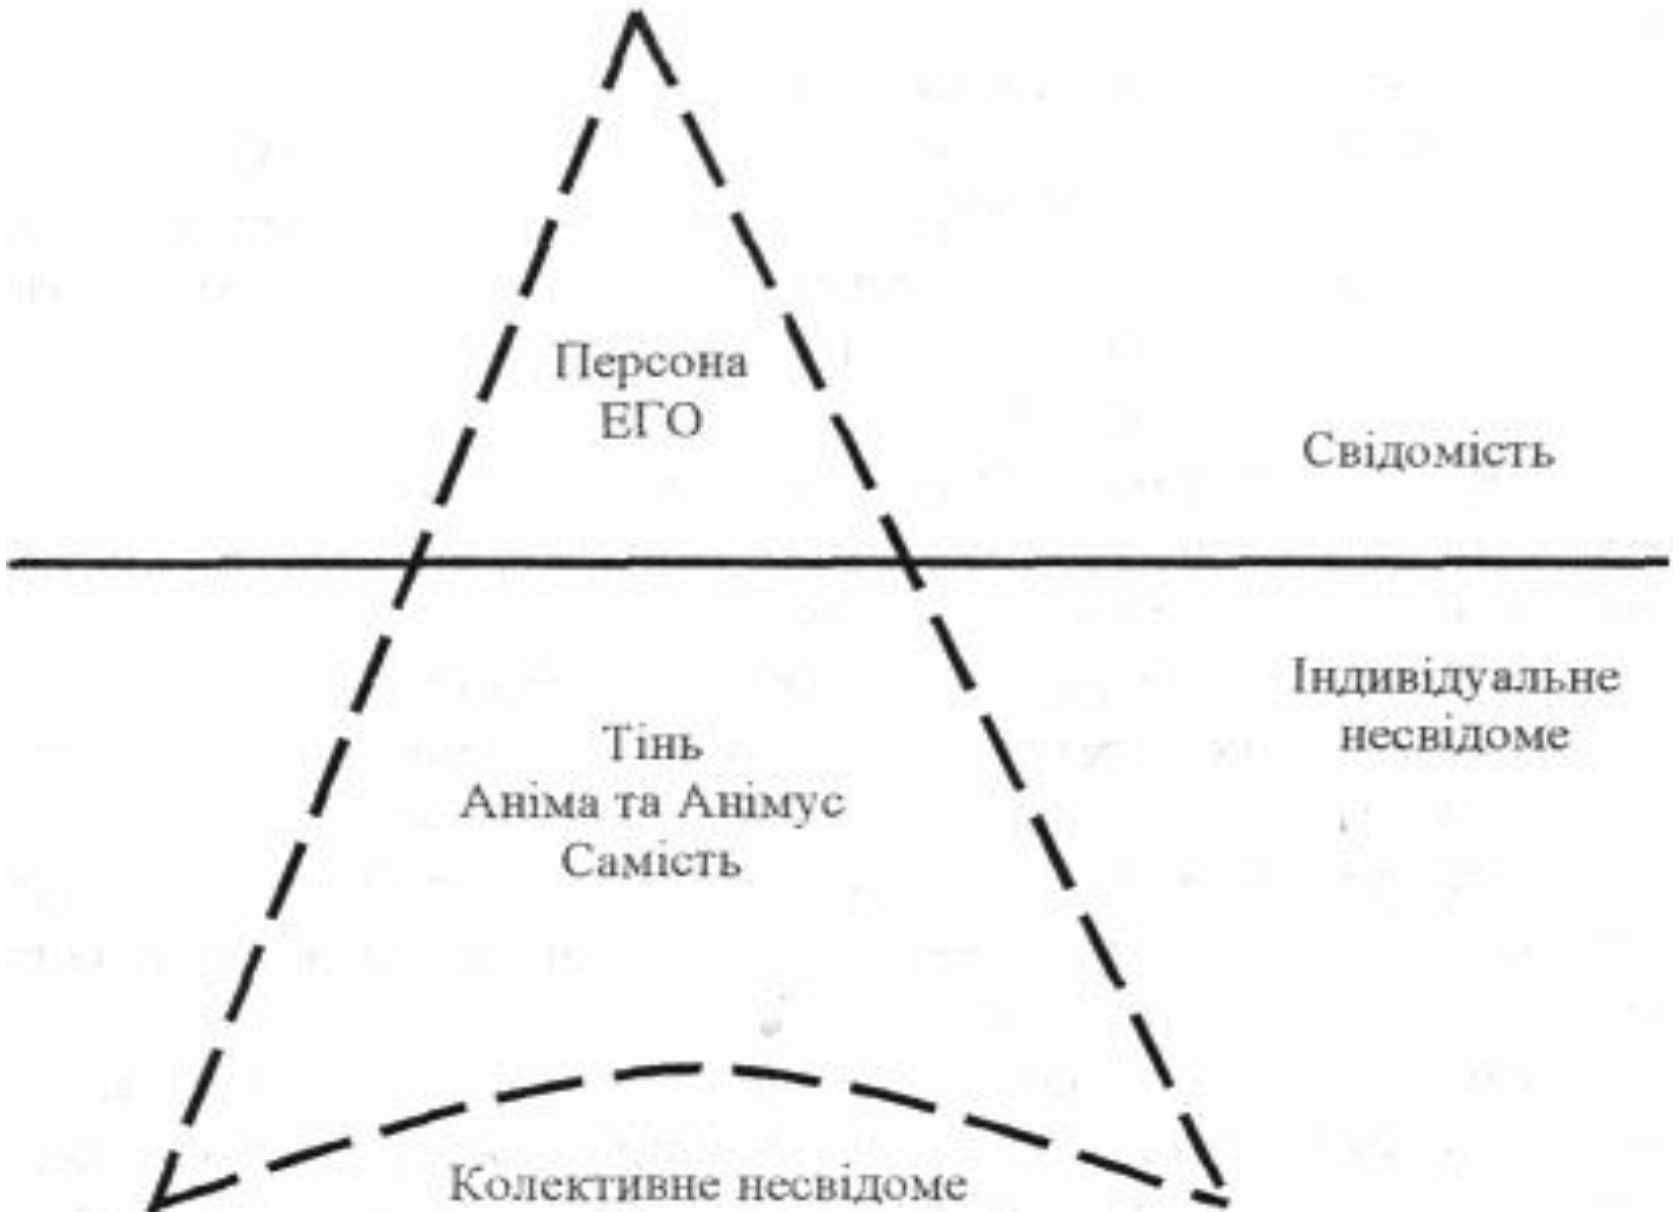 Персона
ЕГО
Свідомість
Індивідуальне
несвідоме
Тінь
Аніма та Анімус
Самість
Колективне несвідоме